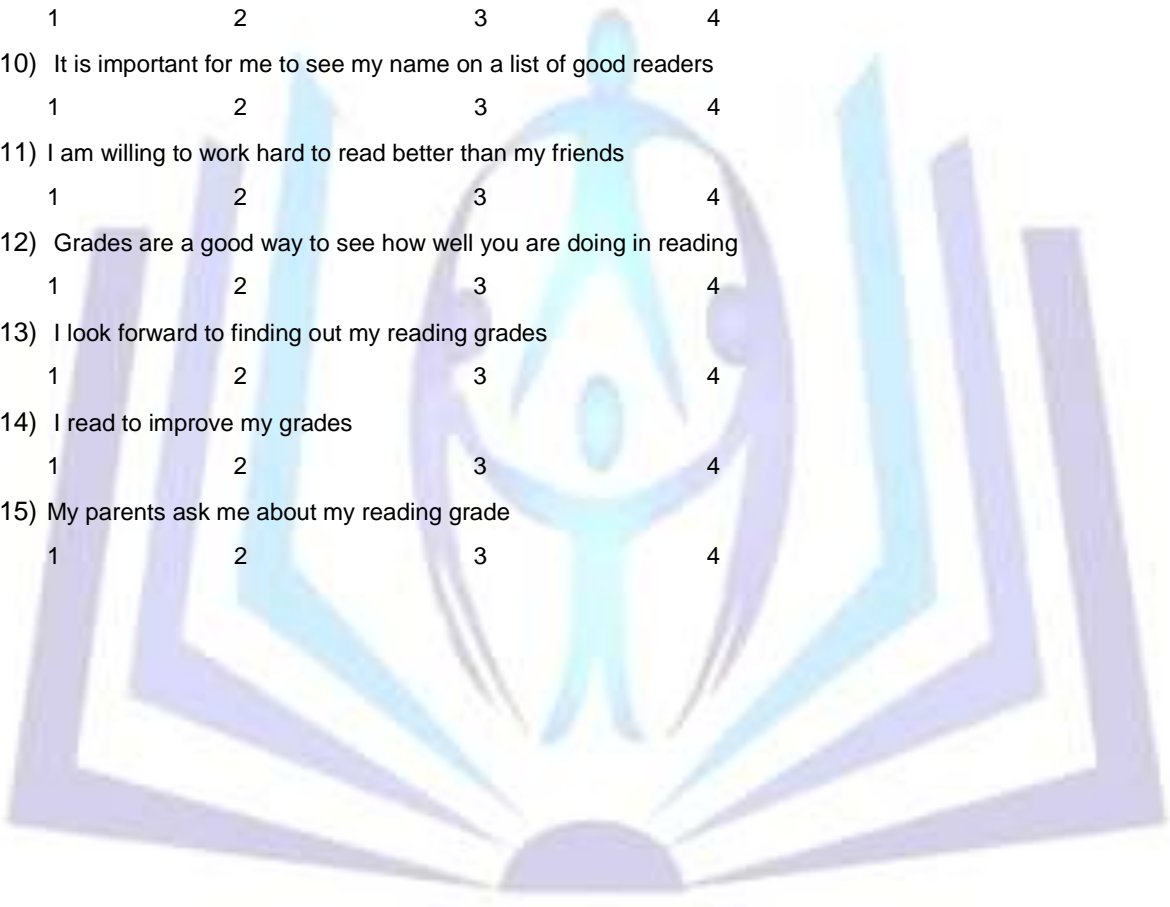 1 2 3 4
10) It is important for me to see my name on a list of good readers
1 2 3 4
11) I am willing to work hard to read better than my friends
1 2 3 4
12) Grades are a good way to see how well you are doing in reading
1 2 3 4
13) I look forward to finding out my reading grades
1 2 3 4
14) I read to improve my grades
1 2 3 4
15) My parents ask me about my reading grade
1 2 3 4